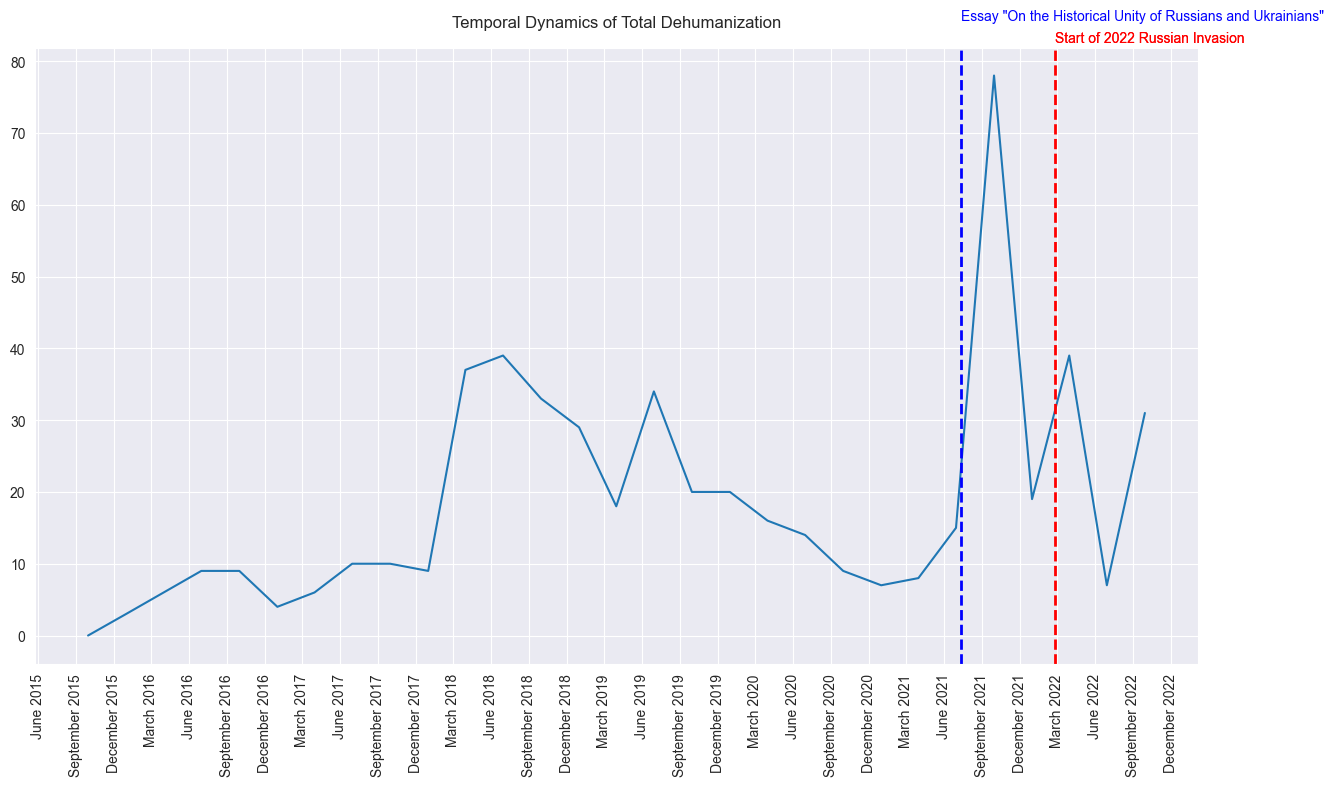 Essay "On the Historical Unity of Russians and Ukrainians"
Temporal Dynamics of Total Dehumanization
Start of 2022 Russian Invasion
80
70
60
50
40
30
20
10
0
June 2015
September 2015
December 2015
March 2016
June 2016
September 2016
December 2016
March 2017
June 2017
September 2017
December 2017
March 2018
June 2018
September 2018
December 2018
March 2019
June 2019
September 2019
December 2019
March 2020
June 2020
September 2020
December 2020
March 2021
June 2021
September 2021
December 2021
March 2022
June 2022
September 2022
December 2022